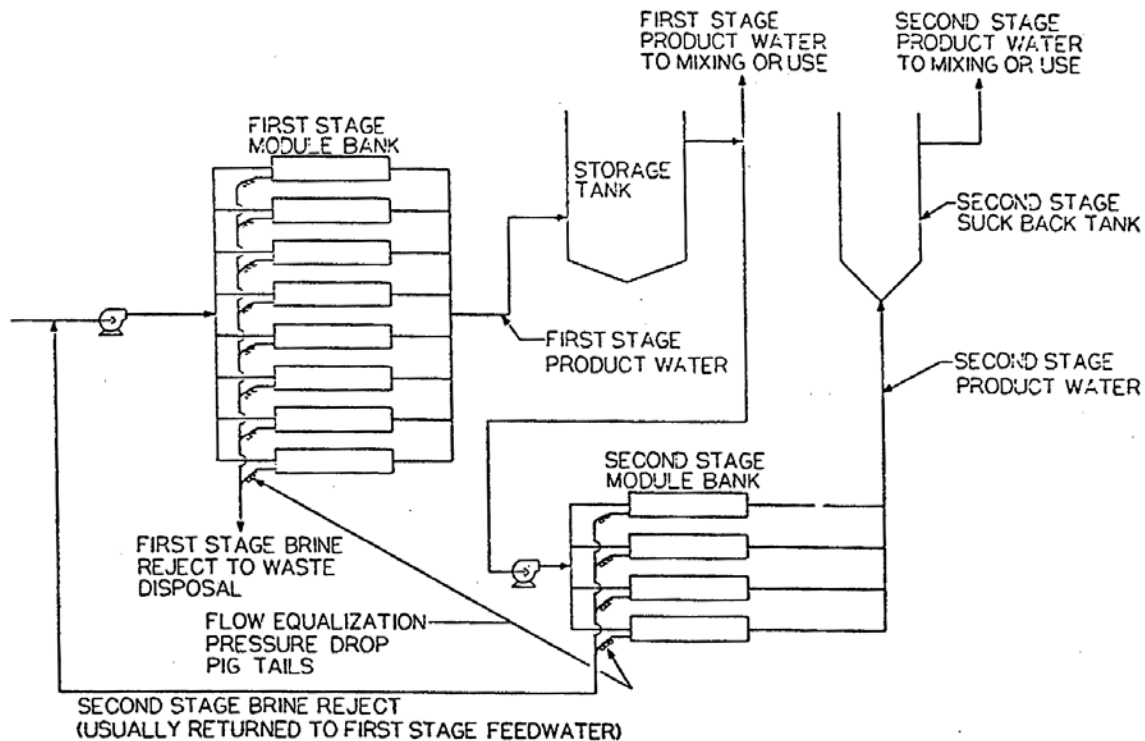 FIRST STAGE
PRODUCT WATER
TO MIXING OR USE
SECOND STAGE
PRODUCT WATER
TO MIXING OR USE
FIRST STAGE
MODULE BANK
STORAGE
TANK
SECOND STAGE
SUCK BACK TANK
FIRST STAGE
PRODUCT WATER
SECOND STAGE
PRODUCT WATER
SECOND STAGE
MODULE BANK
FIRST STAGE BRINE
REJECT TO WASTE
DISPOSAL
FLOW EQUALIZATION
PRESSURE DROP
PIG TAILS
SECOND STAGE BRINE REJECT
(USUALLY RETURNED TO FIRST STAGE FEEDWATER)